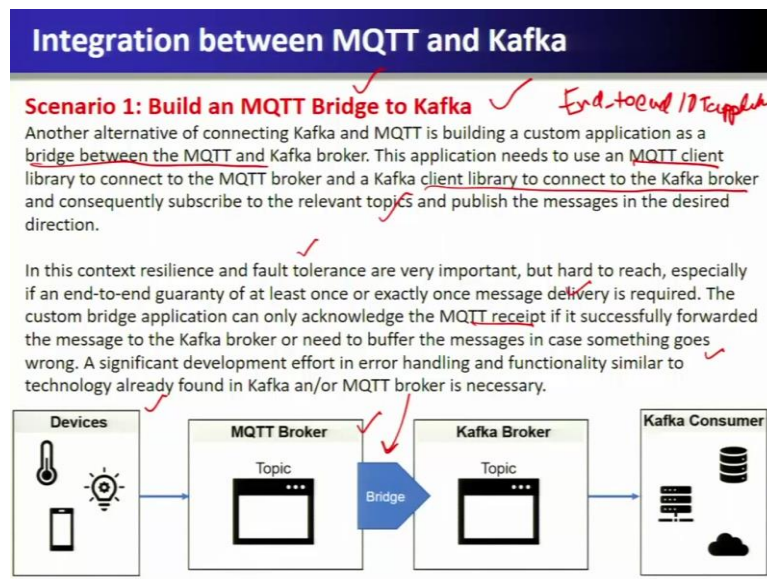 Integration between MQTT and Kafka
Scenario 1: Build an MQTT Bridge to Kafka
End-to-end IOT
Another alternative of connecting Kafka and MQTT is building a custom application as a
bridge between the MQTT and Kafka broker. This application needs to use an MQTT client
library to connect to the MQTT broker and a Kafka client library to connect to the Kafka broker
and consequently subscribe to the relevant topics and publish the messages in the desired
direction.
In this context resilience and fault tolerance are very important, but hard to reach, especially
if an end-to-end guaranty of at least once or exactly once message delivery is required. The
custom bridge application can only acknowledge the MQTT receipt if it successfully forwarded
the message to the Kafka broker or need to buffer the messages in case something goes
wrong. A significant development effort in error handling and functionality similar to
technology already found in Kafka an/or MQTT broker is necessary.
Devices
MQTT Broker
Topic
Bridge
Kafka Broker
Topic
Kafka Consumer